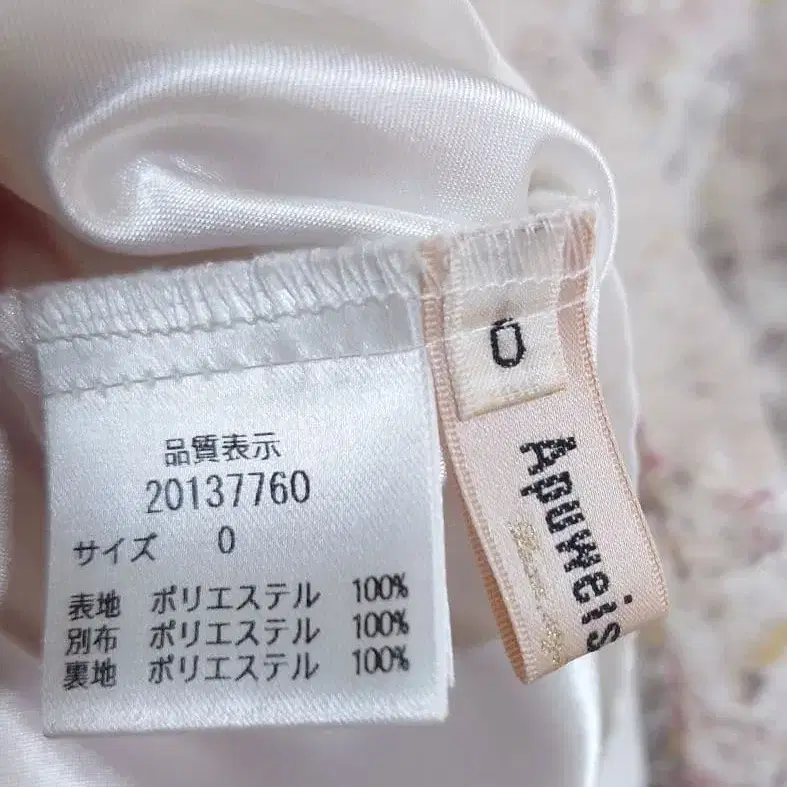 品質表示
20137760
サイズ 0
表地 ポリエステル 100%
別布 ポリエステル 100%
裏地 ポリエステル 100%
0
Apuweis